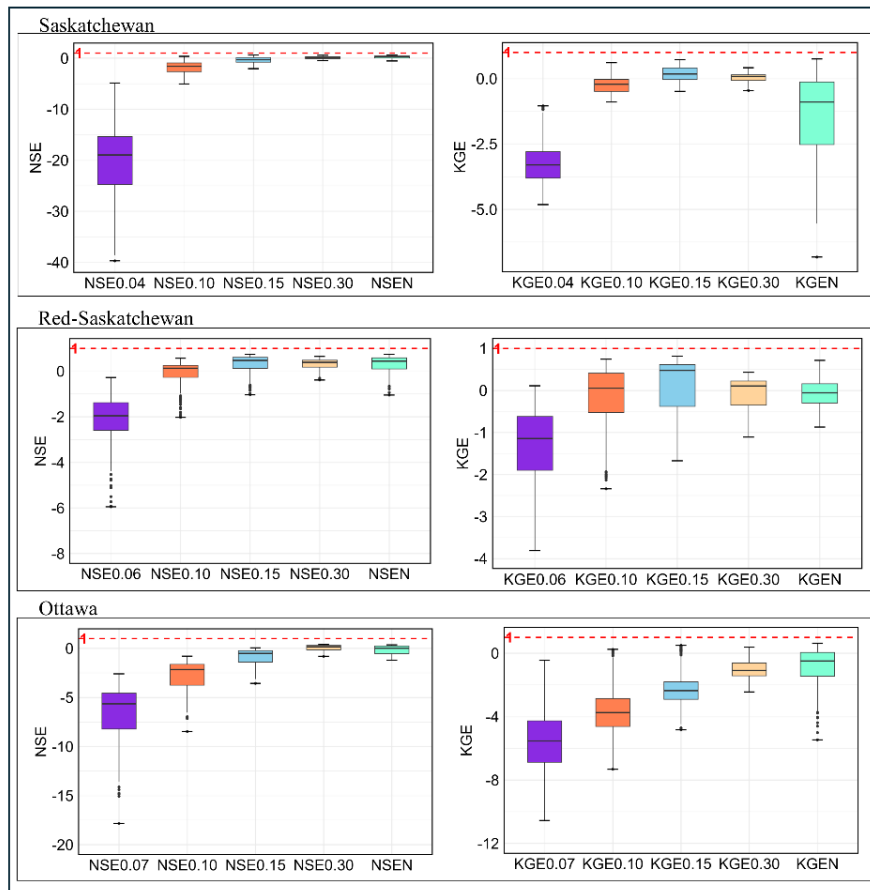 Saskatchewan
1
0
-10
-20
-30
-40
NSE
NSE0.04 NSE0.10 NSE0.15 NSE0.30 NSEN
1
0.0
-2.5
-5.0
KGE
KGE0.04 KGE0.10 KGE0.15 KGE0.30 KGEN
Red-Saskatchewan
1
0
-2
-4
-6
-8
NSE
NSE0.06 NSE0.10 NSE0.15 NSE0.30 NSEN
1
1
0
-1
-2
-3
-4
KGE
KGE0.06 KGE0.10 KGE0.15 KGE0.30 KGEN
Ottawa
1
0
-5
-10
-15
-20
NSE
NSE0.07 NSE0.10 NSE0.15 NSE0.30 NSEN
1
0
-4
-8
-12
KGE
KGE0.07 KGE0.10 KGE0.15 KGE0.30 KGEN